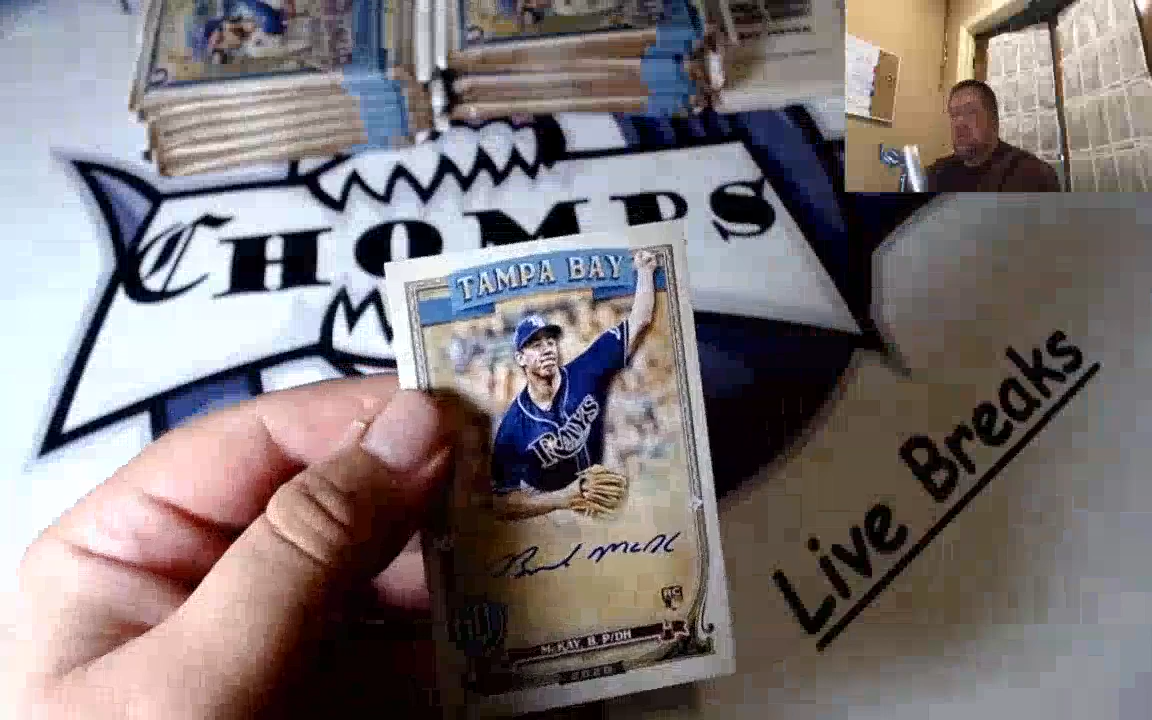 CHOMPS
TAMPA BAY
RAYS
RC
MCKAY, B. P/DH
2020
Live Breaks